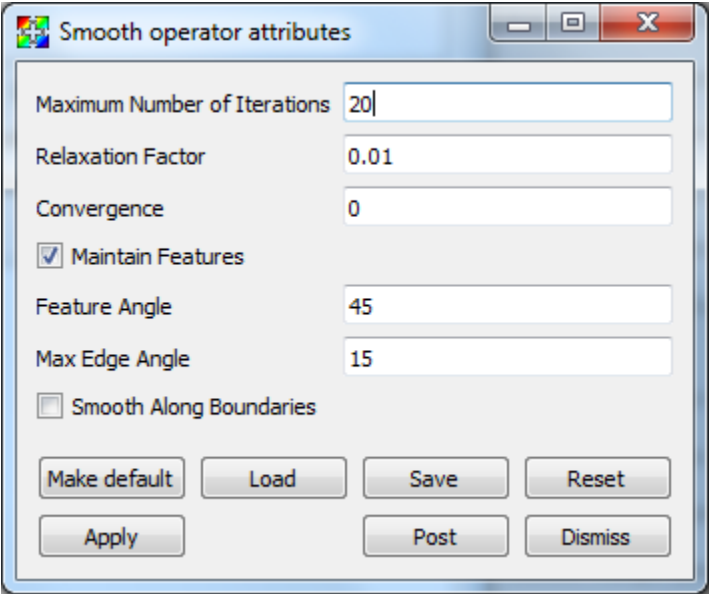 Smooth operator attributes
Maximum Number of Iterations 20
Relaxation Factor 0.01
Convergence 0
Maintain Features
Feature Angle 45
Max Edge Angle 15
Smooth Along Boundaries
Make default Load Save Reset
Apply Post Dismiss